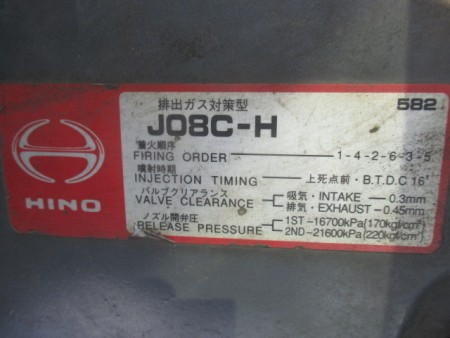 排出ガス対策型 582
J08C-H
着火順序
FIRING ORDER 1-4-2-6-3-5
噴射時期
INJECTION TIMING 上死点前・B.T.D.C 16°
バルブクリアランス 吸気・INTAKE 0.3mm
VALVE CLEARANCE 排気・EXHAUST 0.45mm
ノズル開弁圧 1ST-16700kPa(170kgf/cm²)
RELEASE PRESSURE 2ND-21600kPa(220kgf/cm²)
HINO